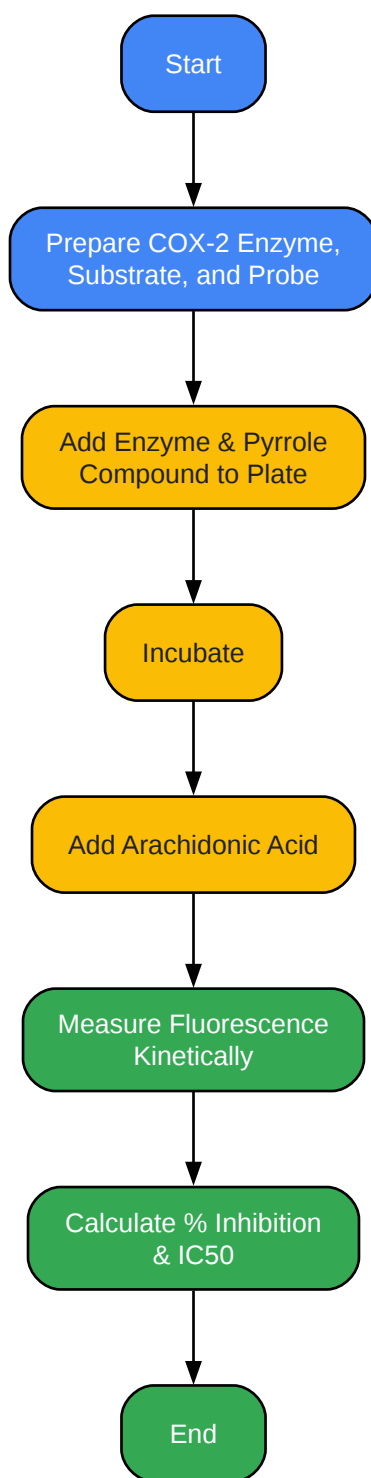 Start
Prepare COX-2 Enzyme,
Substrate, and Probe
Add Enzyme & Pyrrole
Compound to Plate
Incubate
Add Arachidonic Acid
Measure Fluorescence
Kinetically
Calculate % Inhibition
& IC50
End